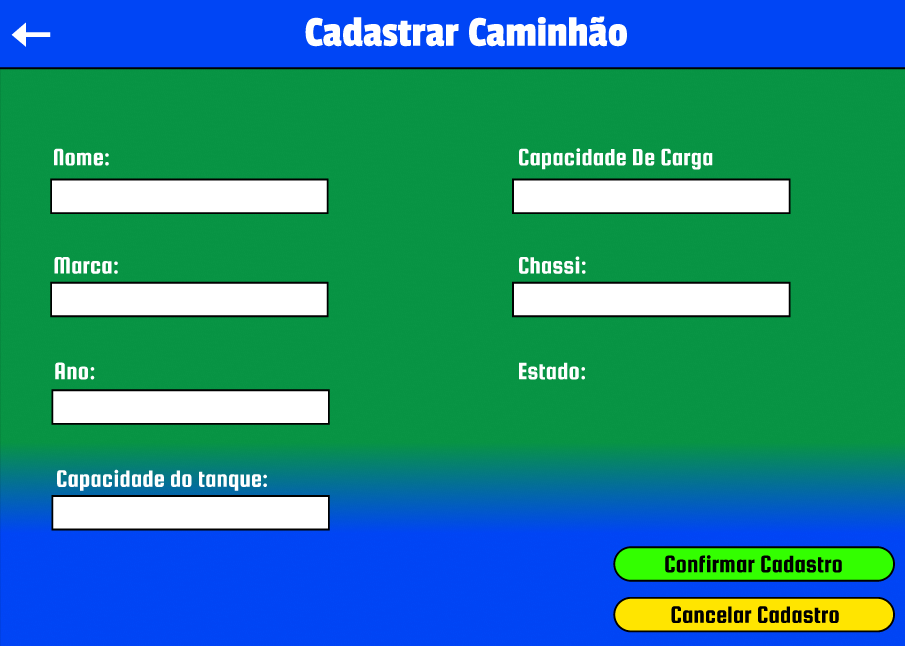 Cadastrar Caminhão
Nome:
Capacidade De Carga
Marca:
Chassi:
Ano:
Estado:
Capacidade do tanque:
Confirmar Cadastro
Cancelar Cadastro